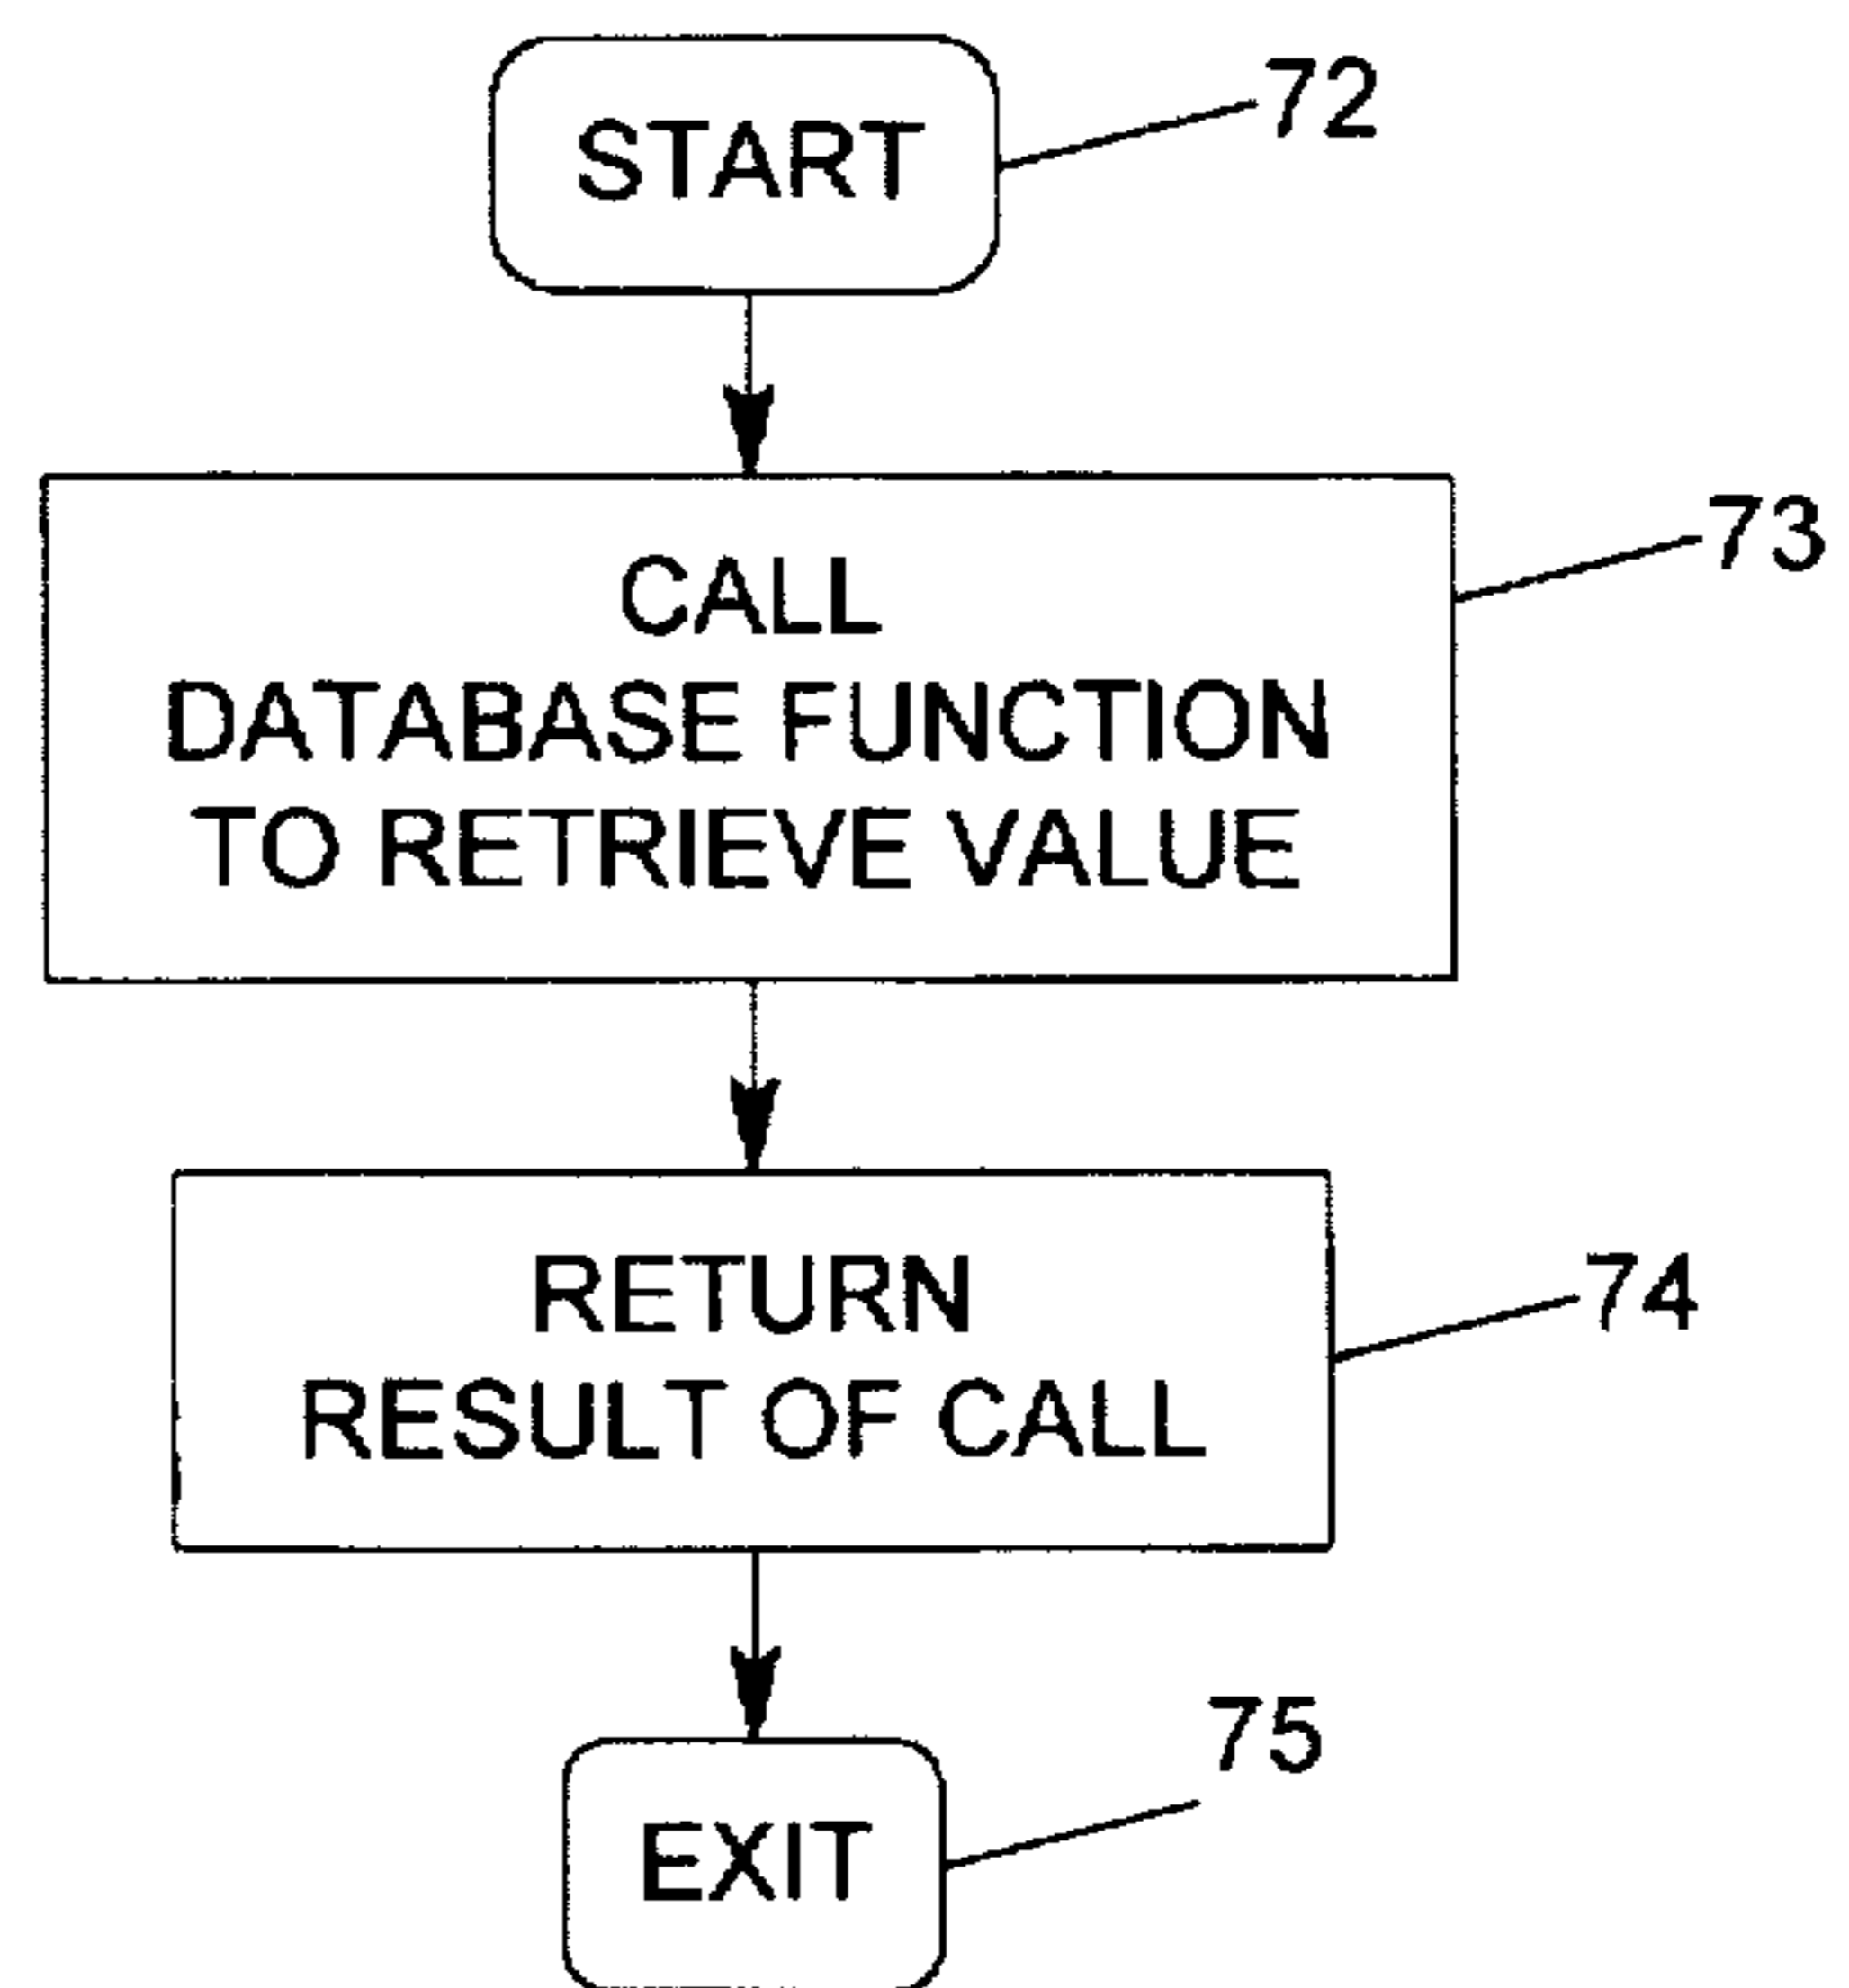 START
72
CALL
DATABASE FUNCTION
TO RETRIEVE VALUE
73
RETURN
RESULT OF CALL
74
EXIT
75